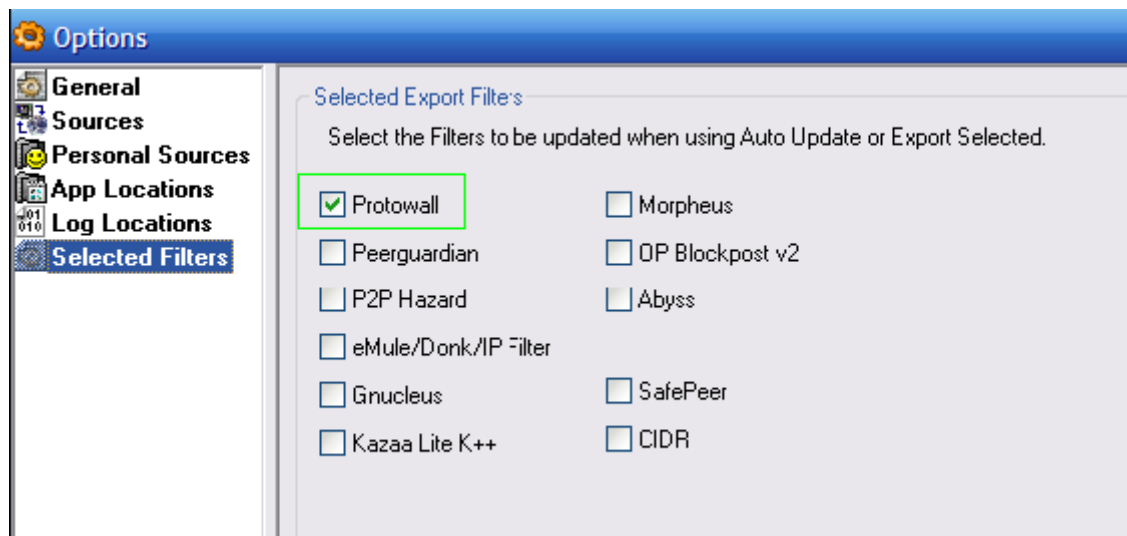 Options
General
Sources
Personal Sources
App Locations
Log Locations
Selected Filters
Selected Export Filters
Select the Filters to be updated when using Auto Update or Export Selected.
Protowall
Morpheus
Peerguardian
OP Blockpost v2
P2P Hazard
Abyss
eMule/Donk/IP Filter
Gnucleus
SafePeer
Kazaa Lite K++
CIDR